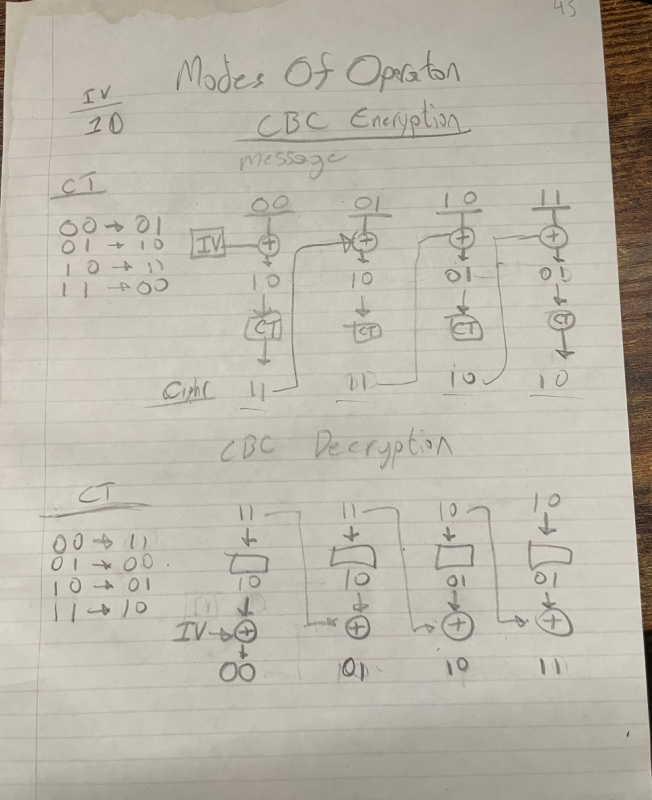 45
Modes Of Operaton
IV
10
CBC Encryption
message
CT
00 → 01
01 → 10
10 → 11
11 → 00
00 01 10 11
IV + + + +
10 10 01 01
CT CT CT CT
11 11 10 10
CBC Decryption
CT
00 → 11
01 → 00
10 → 01
11 → 10
11 11 10 10
10 10 01 01
IV → + + + +
00 01 10 11